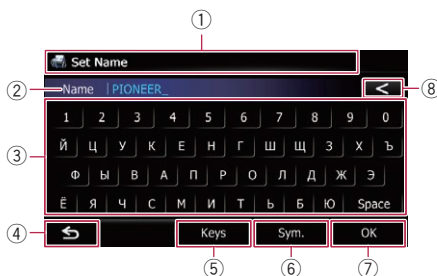 ①
Set Name
② Name PIONEER_ < ⑧
1 2 3 4 5 6 7 8 9 0
Й Ц У К Е Н Г Ш Щ З Х Ъ
③
Ф Ы В А П Р О Л Д Ж Э
Ё Я Ч С М И Т Ь Б Ю Space
④ Keys Sym. OK
⑤ ⑥ ⑦